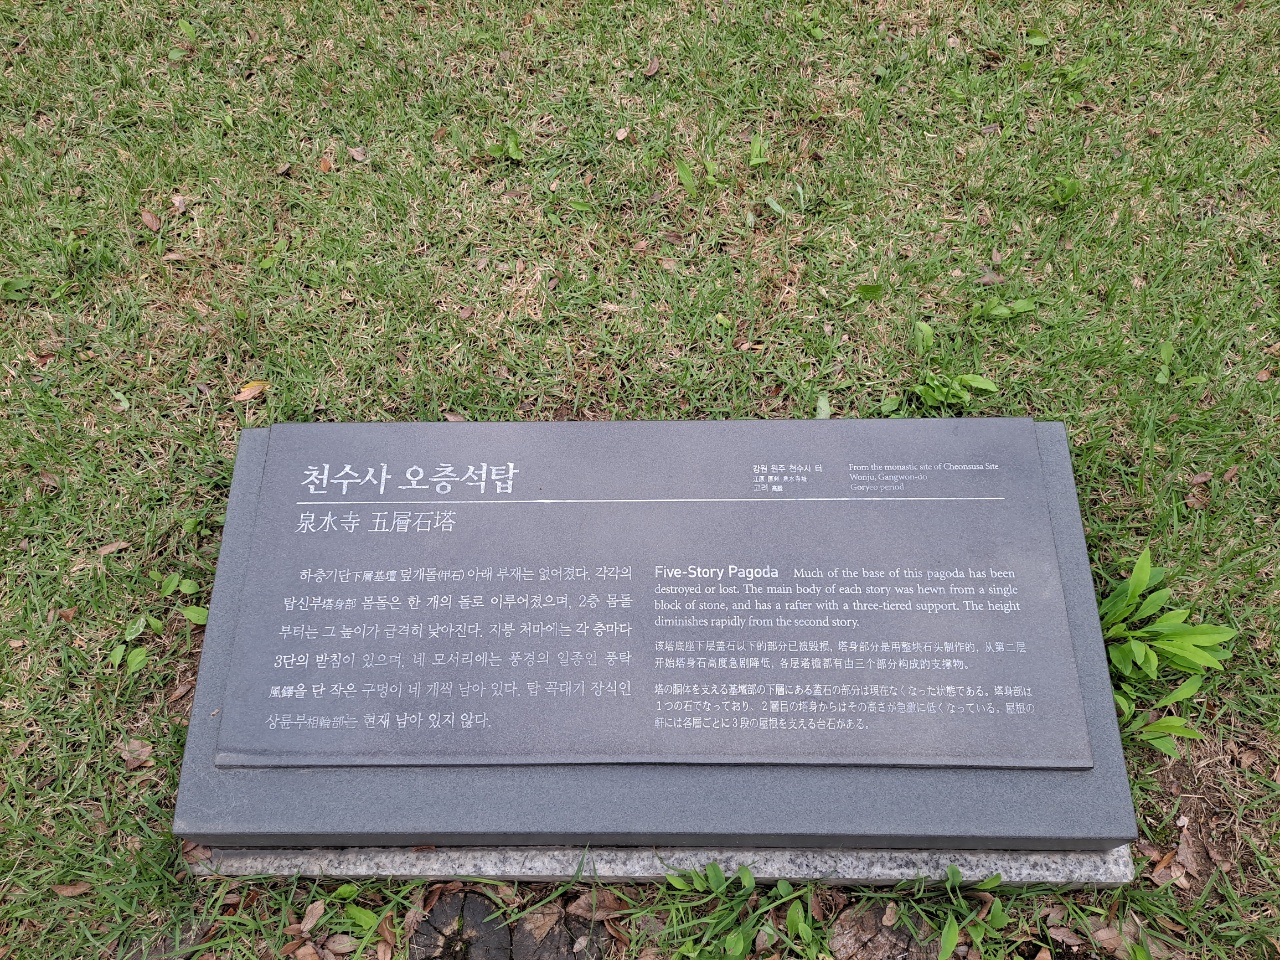 천수사 오층석탑
泉水寺 五層石塔
강원 원주 천수사 터
江原 原州 泉水寺址
고려 高麗
From the monastic site of Cheonsusa Site
Wonju, Gangwon-do
Goryeo period
하층기단下層基壇 덮개돌(甲石) 아래 부재는 없어졌다. 각각의
탑신부塔身部 몸돌은 한 개의 돌로 이루어졌으며, 2층 몸돌
부터는 그 높이가 급격히 낮아진다. 지붕 처마에는 각 층마다
3단의 받침이 있으며, 네 모서리에는 풍경의 일종인 풍탁
風鐸을 단 작은 구멍이 네 개씩 남아 있다. 탑 꼭대기 장식인
상륜부相輪部는 현재 남아 있지 않다.
Five-Story Pagoda Much of the base of this pagoda has been
destroyed or lost. The main body of each story was hewn from a single
block of stone, and has a rafter with a three-tiered support. The height
diminishes rapidly from the second story.
该塔底座下层盖石以下的部分已被毁损，塔身部分是用整块石头制作的，从第二层
开始塔身石高度急剧降低，各层塔檐都有由三个部分构成的支撑物。
塔の胴体を支える基壇部の下層にある蓋石の部分は現在なくなった状態である。塔身部は
1つの石でなっており、2層目の塔身からはその高さが急激に低くなっている。屋根の
軒には各層ごとに3段の屋根を支える台石がある。